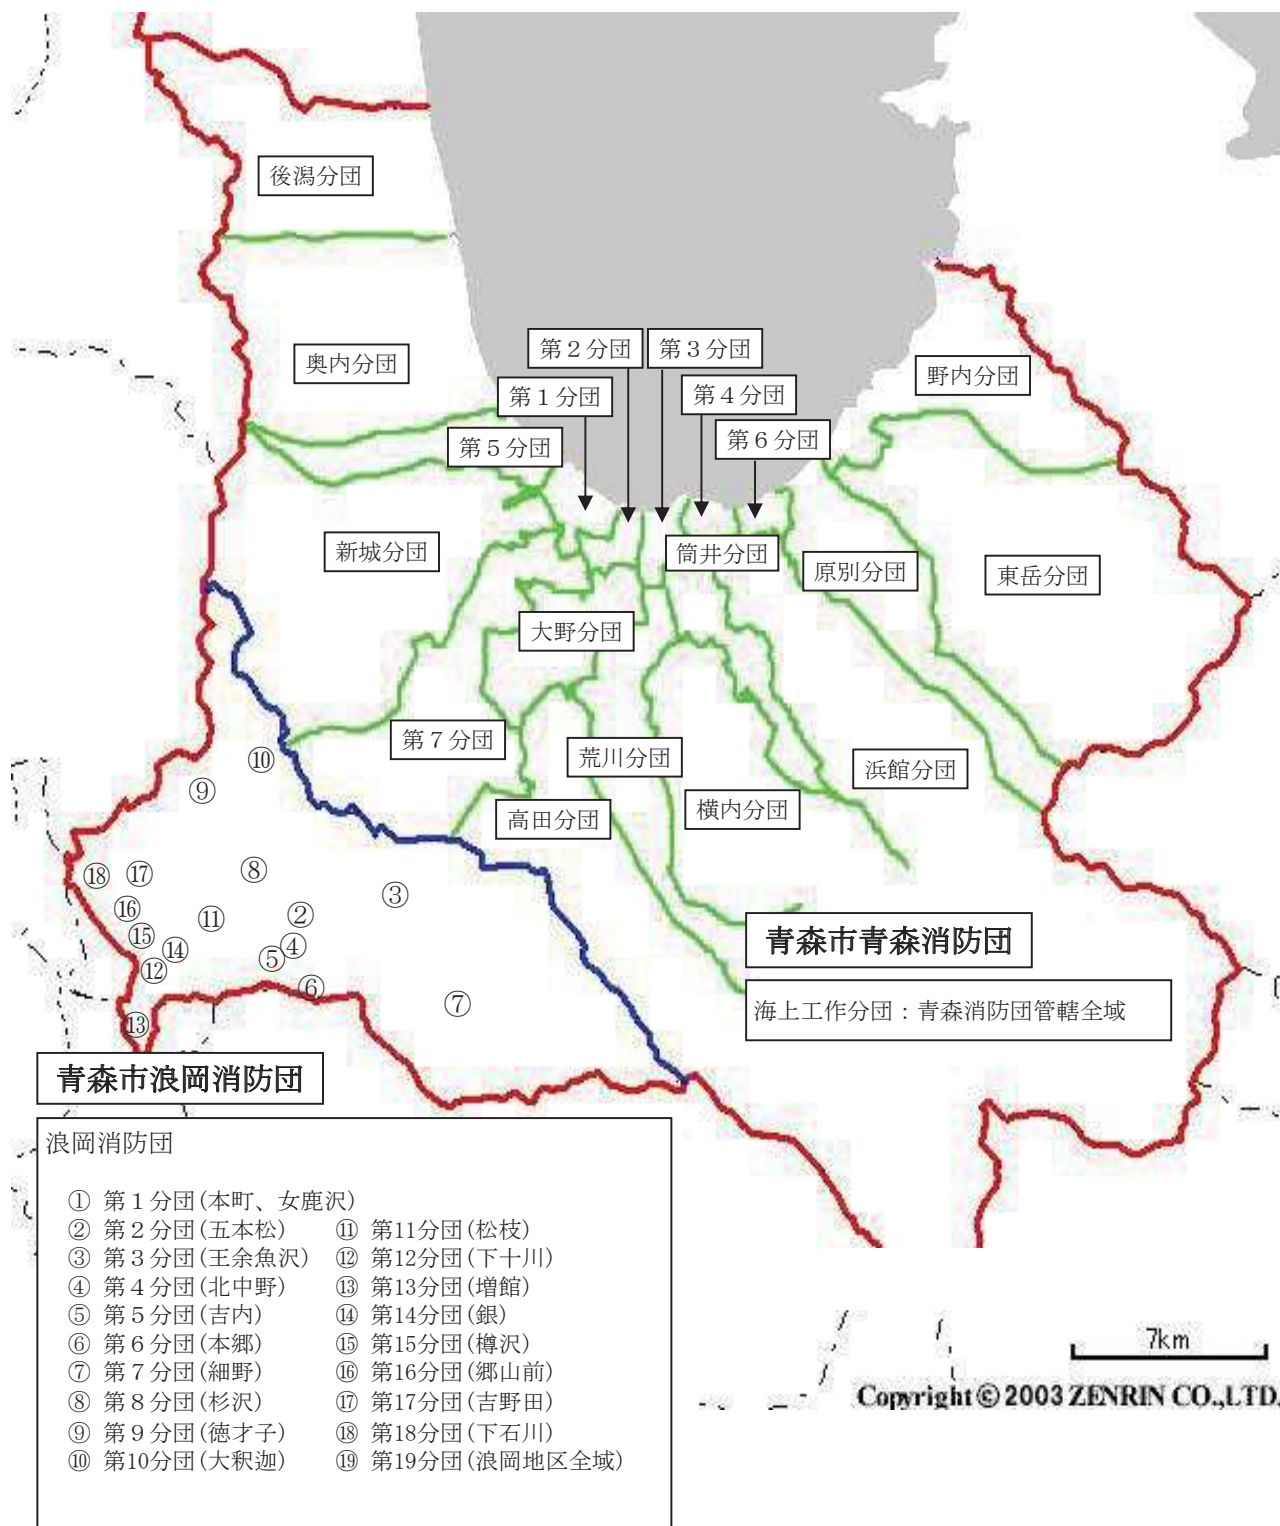 後潟分団
奥内分団
第２分団
第３分団
第１分団
第４分団
野内分団
第５分団
第６分団
新城分団
筒井分団
原別分団
東岳分団
大野分団
第７分団
荒川分団
浜館分団
高田分団
横内分団
⑩
⑨
⑧
⑱
⑰
③
⑯
⑪
②
⑮
⑭
④
⑤
⑫
⑥
⑦
⑬
青森市青森消防団
海上工作分団：青森消防団管轄全域
青森市浪岡消防団
浪岡消防団
① 第１分団(本町、女鹿沢)
② 第２分団(五本松) ⑪ 第11分団(松枝)
③ 第３分団(王余魚沢) ⑫ 第12分団(下十川)
④ 第４分団(北中野) ⑬ 第13分団(増館)
⑤ 第５分団(吉内) ⑭ 第14分団(銀)
⑥ 第６分団(本郷) ⑮ 第15分団(樽沢)
⑦ 第７分団(細野) ⑯ 第16分団(郷山前)
⑧ 第８分団(杉沢) ⑰ 第17分団(吉野田)
⑨ 第９分団(徳才子) ⑱ 第18分団(下石川)
⑩ 第10分団(大釈迦) ⑲ 第19分団(浪岡地区全域)
7km
Copyright © 2003 ZENRIN CO.,LTD.